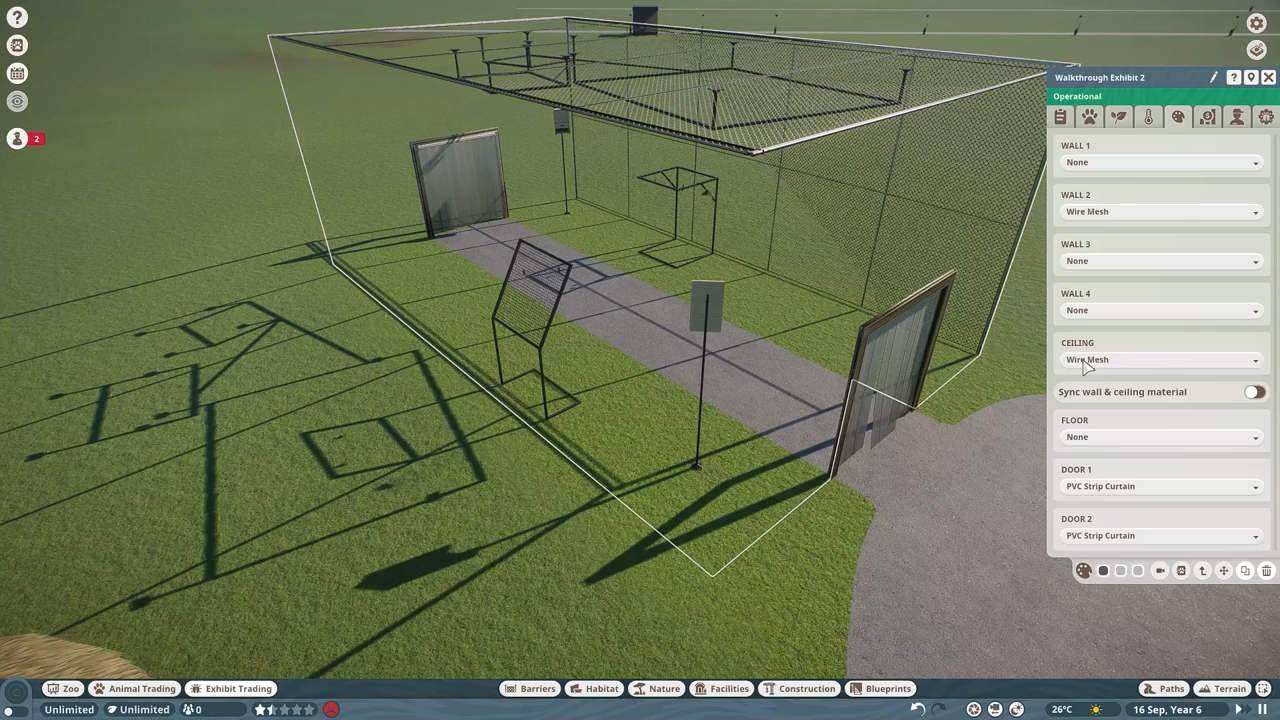 ?
2
Walkthrough Exhibit 2
?
Operational
WALL 1
None
WALL 2
Wire Mesh
WALL 3
None
WALL 4
None
CEILING
Wire Mesh
Sync wall & ceiling material
FLOOR
None
DOOR 1
PVC Strip Curtain
DOOR 2
PVC Strip Curtain
Zoo
Animal Trading
Exhibit Trading
Barriers
Habitat
Nature
Facilities
Construction
Blueprints
Paths
Terrain
Unlimited
Unlimited
0
26°C
16 Sep, Year 6